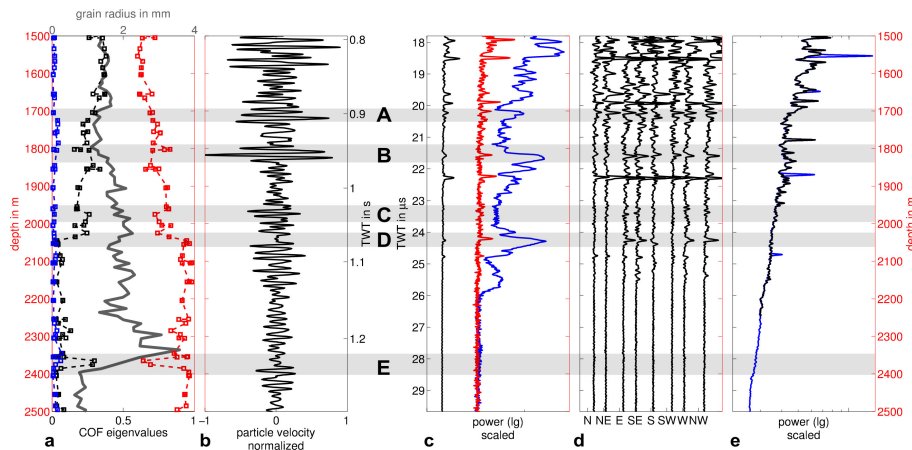 grain radius in mm
0 2 4
1500
1600
1700
1800
1900
2000
2100
2200
2300
2400
2500
depth in m
0 0.5 1
COF eigenvalues
a
0.8
0.9
1
1.1
1.2
TWT in s
−1 0 1
particle velocity
normalized
b
A
B
C
D
E
18
19
20
21
22
23
24
25
26
27
28
29
TWT in µs
power (lg)
scaled
c
N NE E SE S SW W NW
d
power (lg)
scaled
e
1500
1600
1700
1800
1900
2000
2100
2200
2300
2400
2500
depth in m